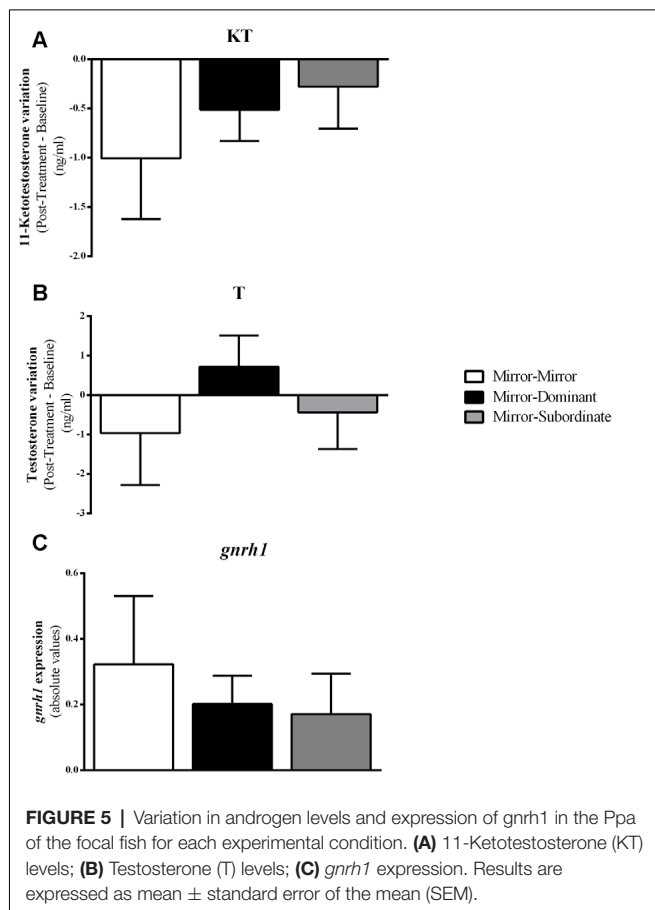 A
KT
11-Ketotestosterone variation
(Post-Treatment - Baseline)
(ng/ml)
0.0
-0.5
-1.0
-1.5
-2.0
B
T
Testosterone variation
(Post-Treatment - Baseline)
(ng/ml)
2
1
0
-1
-2
-3
Mirror-Mirror
Mirror-Dominant
Mirror-Subordinate
C
gnrh1
gnrh1 expression
(absolute values)
0.6
0.4
0.2
0.0
FIGURE 5 | Variation in androgen levels and expression of gnrh1 in the Ppa
of the focal fish for each experimental condition. (A) 11-Ketotestosterone (KT)
levels; (B) Testosterone (T) levels; (C) gnrh1 expression. Results are
expressed as mean ± standard error of the mean (SEM).